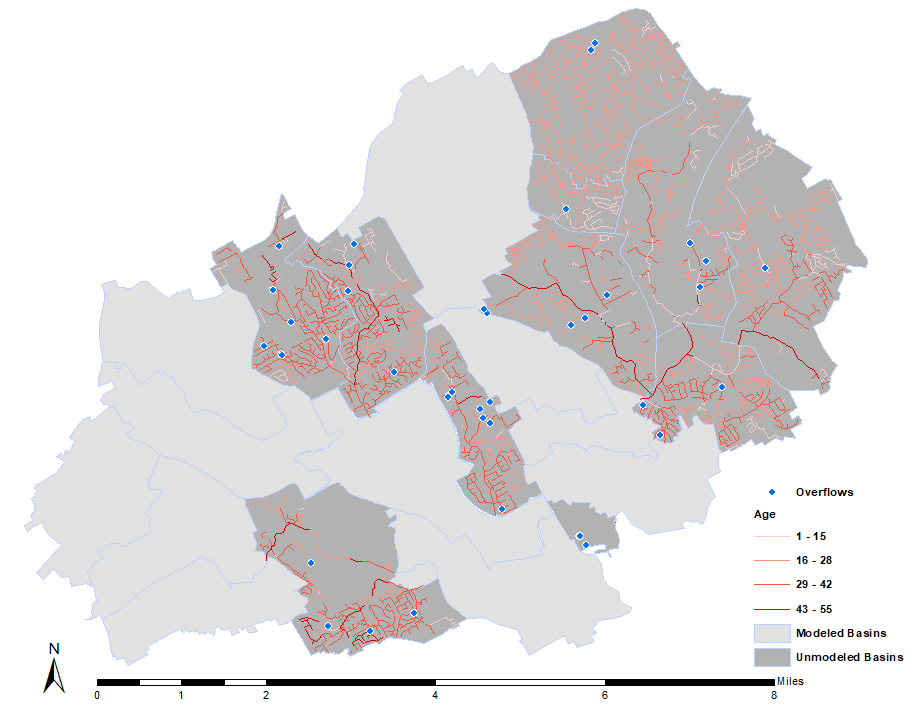 Overflows
Age
1 - 15
16 - 28
29 - 42
43 - 55
Modeled Basins
Unmodeled Basins
N
Miles
0 1 2 4 6 8